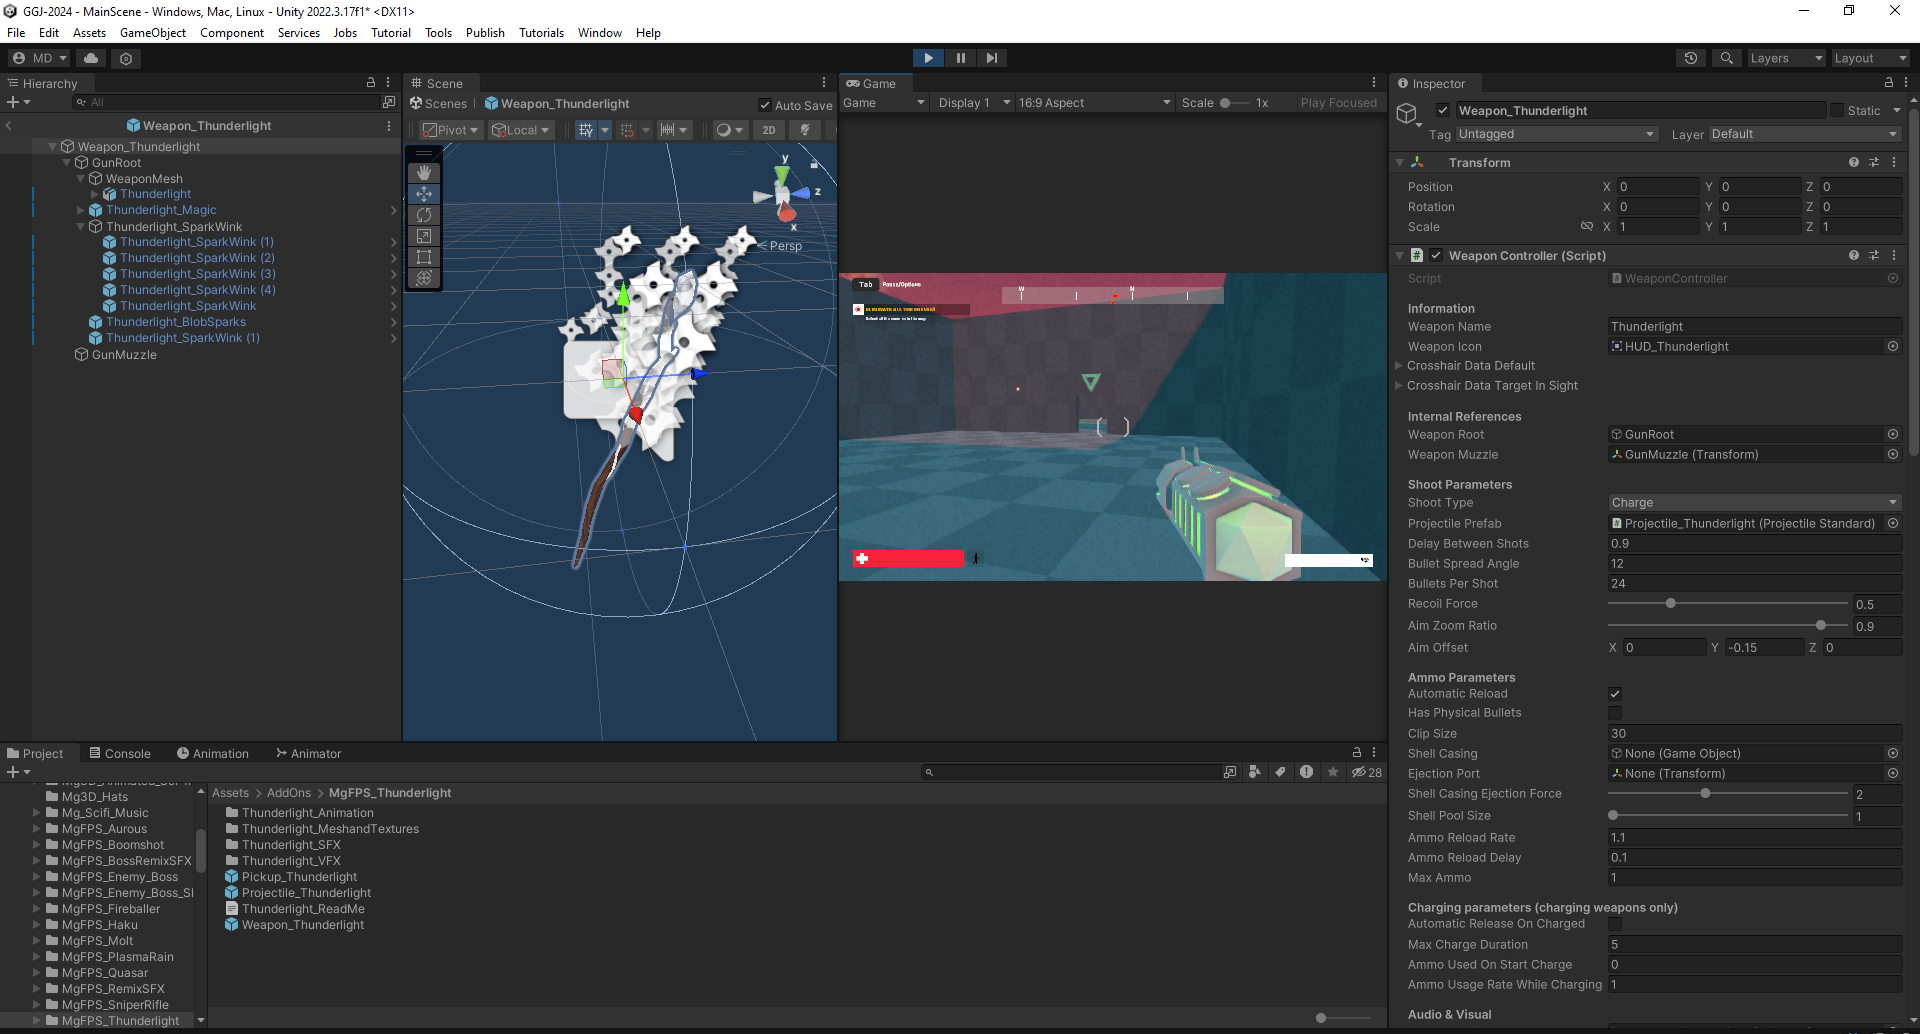 GGJ-2024 - MainScene - Windows, Mac, Linux - Unity 2022.3.17f1* <DX11>
File Edit Assets GameObject Component Services Jobs Tutorial Tools Publish Tutorials Window Help
MD
Layers
Layout
Hierarchy
All
Weapon_Thunderlight
Weapon_Thunderlight
GunRoot
WeaponMesh
Thunderlight
Thunderlight_Magic
Thunderlight_SparkWink
Thunderlight_SparkWink (1)
Thunderlight_SparkWink (2)
Thunderlight_SparkWink (3)
Thunderlight_SparkWink (4)
Thunderlight_SparkWink
Thunderlight_BlobSparks
Thunderlight_SparkWink (1)
GunMuzzle
Scene
Scenes
Weapon_Thunderlight
Auto Save
Pivot
Local
2D
y
z
x
Persp
Game
Game
Display 1
16:9 Aspect
Scale
1x
Play Focused
Tab
Pause/Options
W
N
ELIMINATE ALL THE ENEMIES
Inspector
Weapon_Thunderlight
Static
Tag
Untagged
Layer
Default
Transform
Position X 0 Y 0 Z 0
Rotation X 0 Y 0 Z 0
Scale X 1 Y 1 Z 1
Weapon Controller (Script)
Script WeaponController
Information
Weapon Name Thunderlight
Weapon Icon HUD_Thunderlight
Crosshair Data Default
Crosshair Data Target In Sight
Internal References
Weapon Root GunRoot
Weapon Muzzle GunMuzzle (Transform)
Shoot Parameters
Shoot Type Charge
Projectile Prefab Projectile_Thunderlight (Projectile Standard)
Delay Between Shots 0.9
Bullet Spread Angle 12
Bullets Per Shot 24
Recoil Force 0.5
Aim Zoom Ratio 0.9
Aim Offset X 0 Y -0.15 Z 0
Ammo Parameters
Automatic Reload
Has Physical Bullets
Clip Size 30
Shell Casing None (Game Object)
Ejection Port None (Transform)
Shell Casing Ejection Force 2
Shell Pool Size 1
Ammo Reload Rate 1.1
Ammo Reload Delay 0.1
Max Ammo 1
Charging parameters (charging weapons only)
Automatic Release On Charged
Max Charge Duration 5
Ammo Used On Start Charge 0
Ammo Usage Rate While Charging 1
Audio & Visual
Project
Console
Animation
Animator
28
Mg3D_Hats
Mg_Scifi_Music
MgFPS_Aurous
MgFPS_Boomshot
MgFPS_BossRemixSFX
MgFPS_Enemy_Boss
MgFPS_Enemy_Boss_Sl
MgFPS_Fireballer
MgFPS_Haku
MgFPS_Molt
MgFPS_PlasmaRain
MgFPS_Quasar
MgFPS_RemixSFX
MgFPS_SniperRifle
MgFPS_Thunderlight
Assets > AddOns > MgFPS_Thunderlight
Thunderlight_Animation
Thunderlight_MeshandTextures
Thunderlight_SFX
Thunderlight_VFX
Pickup_Thunderlight
Projectile_Thunderlight
Thunderlight_ReadMe
Weapon_Thunderlight